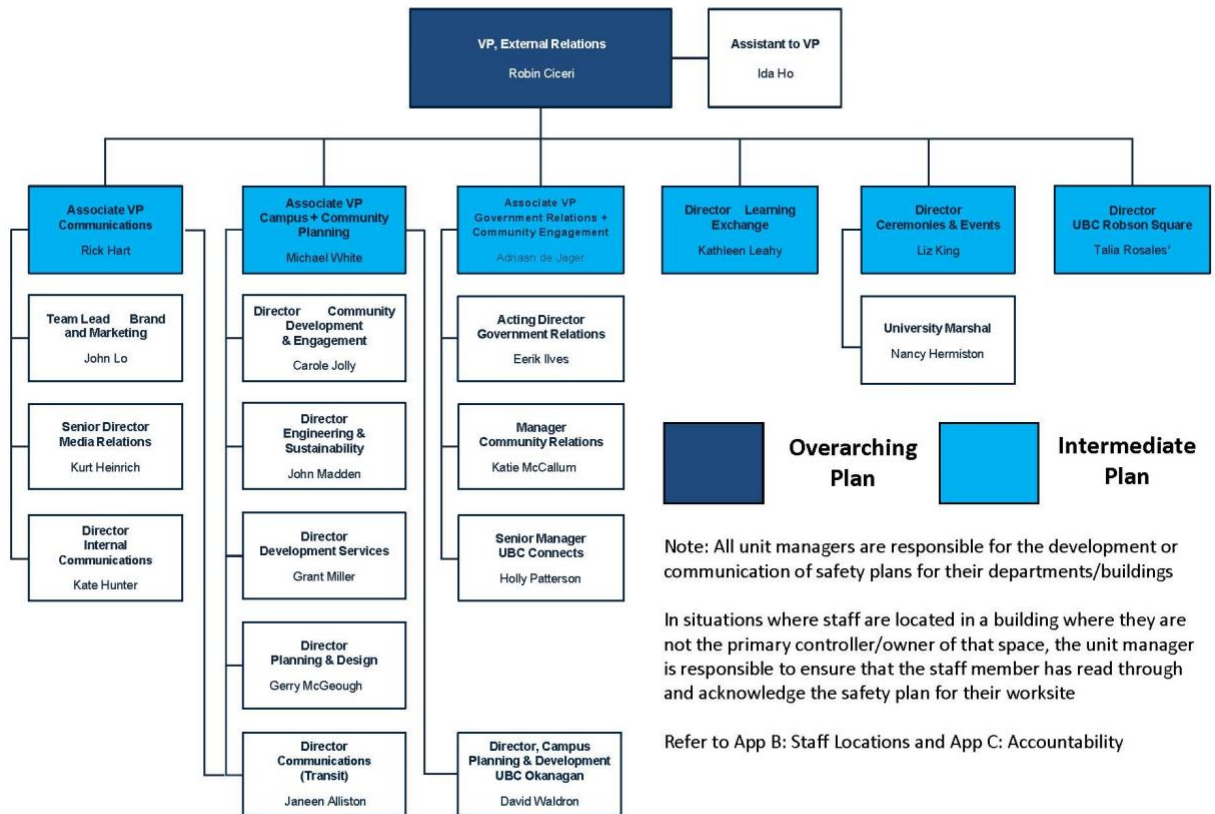 VP, External Relations
Robin Ciceri
Assistant to VP
Ida Ho
Associate VP
Communications
Rick Hart
Associate VP
Campus + Community
Planning
Michael White
Associate VP
Government Relations +
Community Engagement
Adriaan de Jager
Director Learning
Exchange
Kathleen Leahy
Director
Ceremonies & Events
Liz King
Director
UBC Robson Square
Talia Rosales'
Team Lead Brand
and Marketing
John Lo
Director Community
Development
& Engagement
Carole Jolly
Acting Director
Government Relations
Eerik Ilves
University Marshal
Nancy Hermiston
Senior Director
Media Relations
Kurt Heinrich
Director
Engineering &
Sustainability
John Madden
Manager
Community Relations
Katie McCallum
Director
Internal
Communications
Kate Hunter
Director
Development Services
Grant Miller
Senior Manager
UBC Connects
Holly Patterson
Director
Planning & Design
Gerry McGeough
Director
Communications
(Transit)
Janeen Alliston
Director, Campus
Planning & Development
UBC Okanagan
David Waldron
Overarching
Plan
Intermediate
Plan
Note: All unit managers are responsible for the development or
communication of safety plans for their departments/buildings
In situations where staff are located in a building where they are
not the primary controller/owner of that space, the unit manager
is responsible to ensure that the staff member has read through
and acknowledge the safety plan for their worksite
Refer to App B: Staff Locations and App C: Accountability